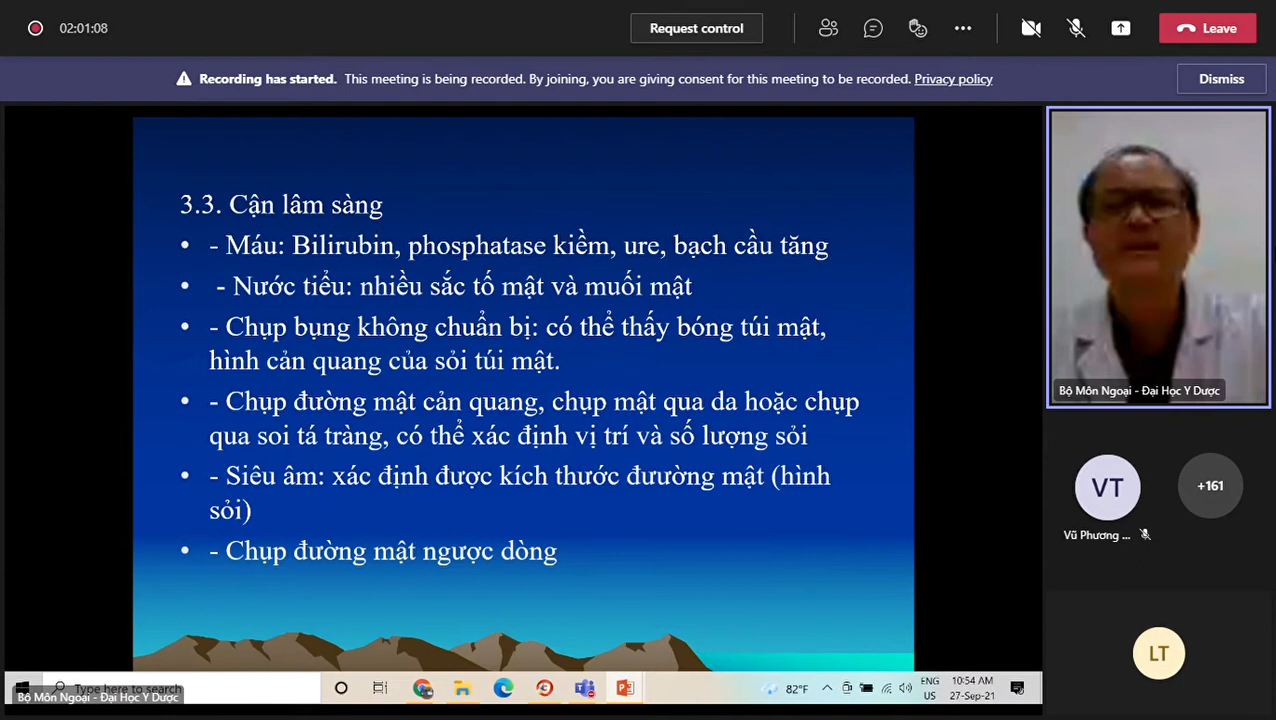 02:01:08
Request control
Leave
Recording has started. This meeting is being recorded. By joining, you are giving consent for this meeting to be recorded. Privacy policy
Dismiss
3.3. Cận lâm sàng
• - Máu: Bilirubin, phosphatase kiềm, ure, bạch cầu tăng
• - Nước tiểu: nhiều sắc tố mật và muối mật
• - Chụp bụng không chuẩn bị: có thể thấy bóng túi mật,
hình cản quang của sỏi túi mật.
• - Chụp đường mật cản quang, chụp mật qua da hoặc chụp
qua soi tá tràng, có thể xác định vị trí và số lượng sỏi
• - Siêu âm: xác định được kích thước đưường mật (hình
sỏi)
• - Chụp đường mật ngược dòng
Bộ Môn Ngoại - Đại Học Y Dược
VT
+161
Vũ Phương ...
LT
Type here to search
Bộ Môn Ngoại - Đại Học Y Dược
82°F
ENG
US
10:54 AM
27-Sep-21